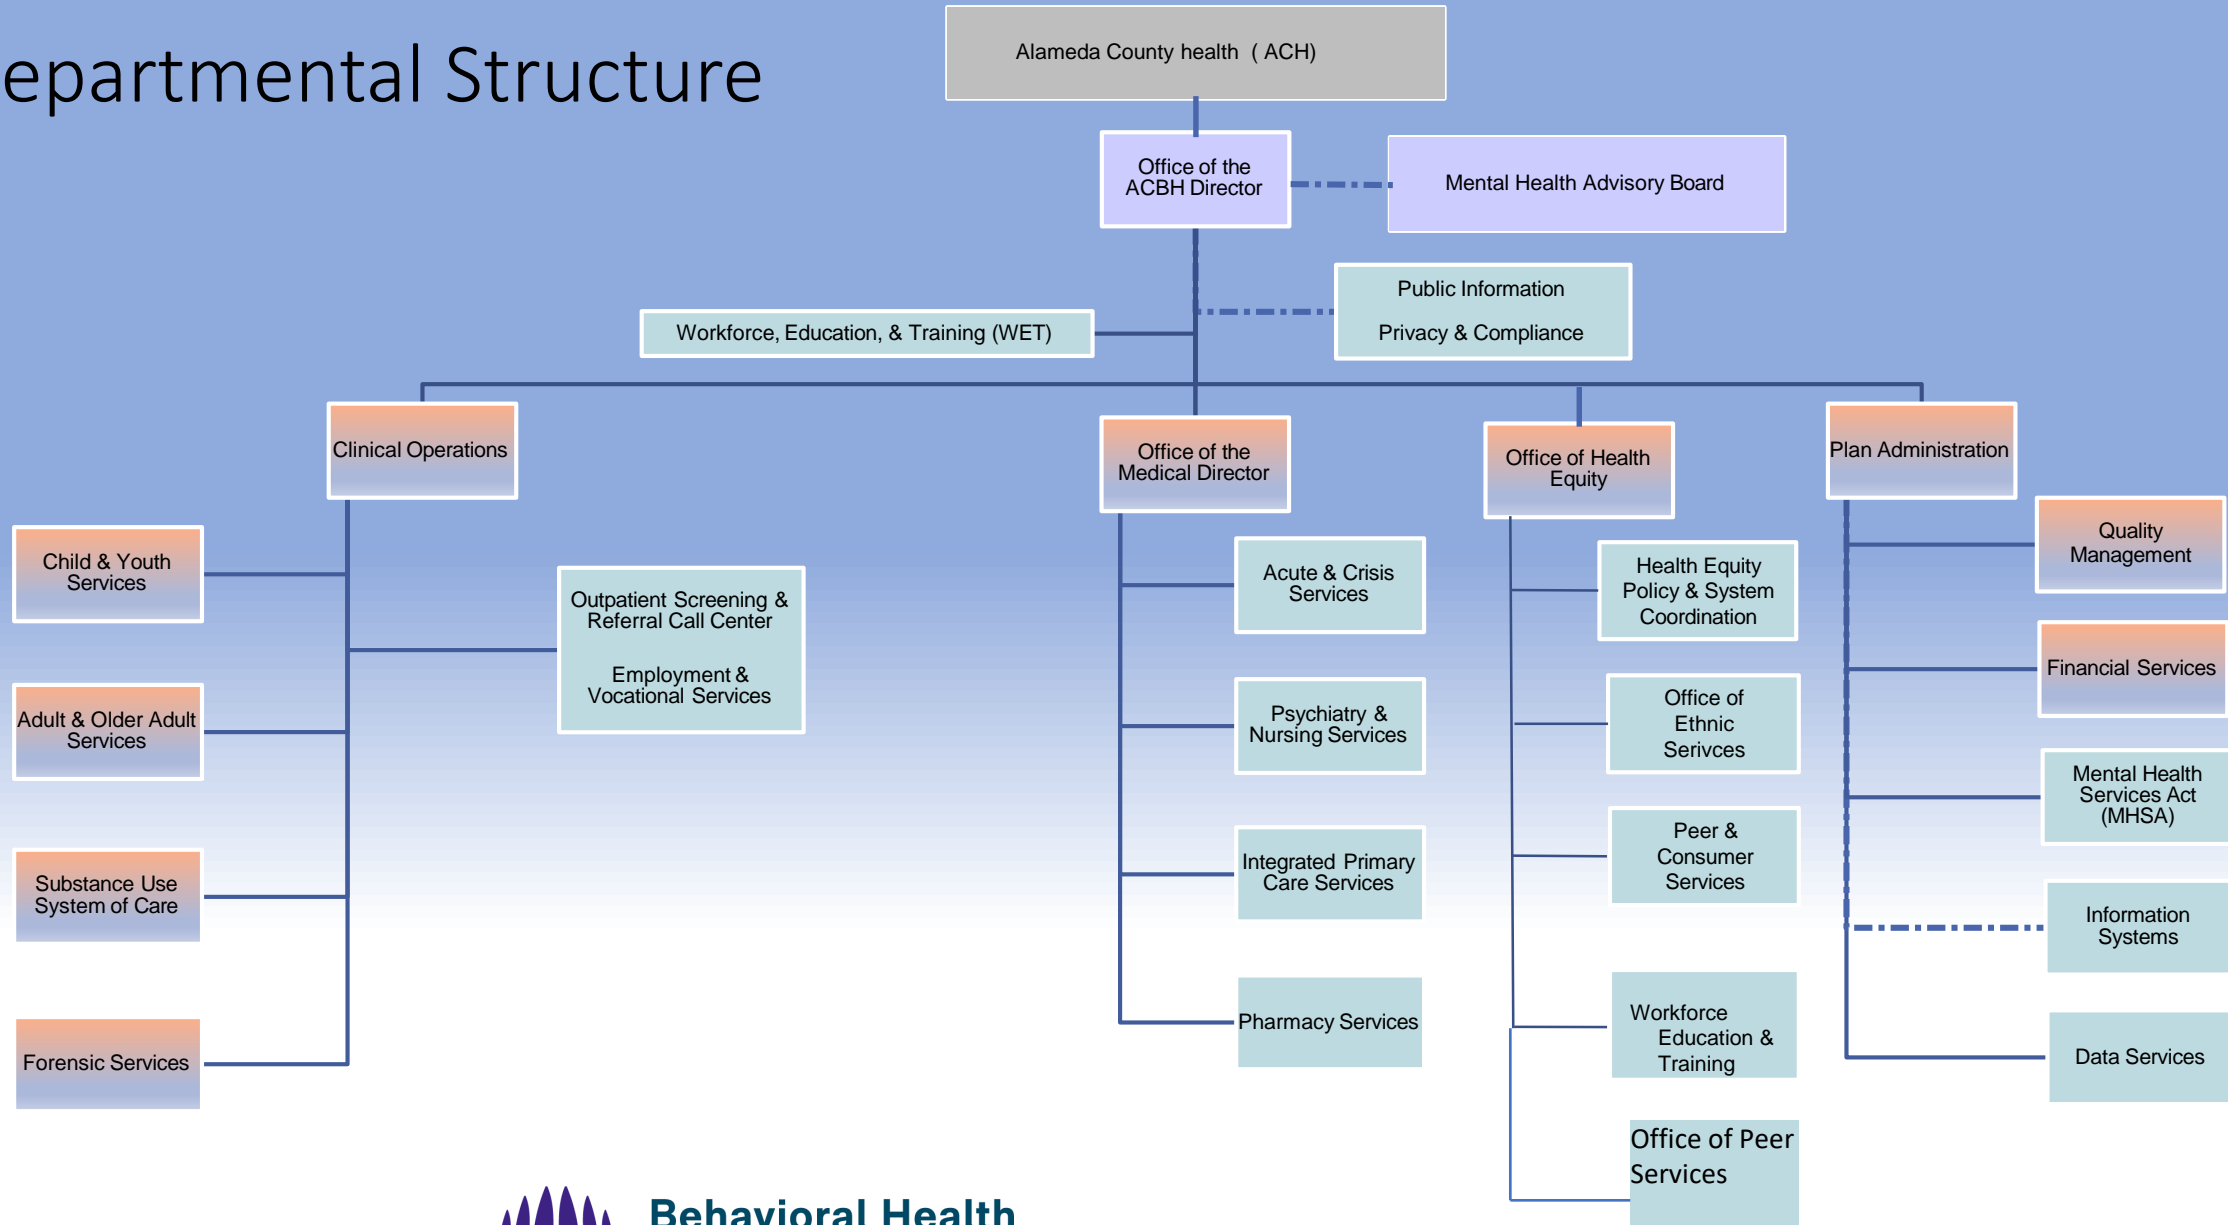 epartmental Structure
Alameda County health ( ACH)
Office of the
ACBH Director
Mental Health Advisory Board
Public Information
Privacy & Compliance
Workforce, Education, & Training (WET)
Clinical Operations
Office of the
Medical Director
Office of Health
Equity
Plan Administration
Child & Youth
Services
Adult & Older Adult
Services
Substance Use
System of Care
Forensic Services
Outpatient Screening &
Referral Call Center
Employment &
Vocational Services
Acute & Crisis
Services
Psychiatry &
Nursing Services
Integrated Primary
Care Services
Pharmacy Services
Health Equity
Policy & System
Coordination
Office of
Ethnic
Serivces
Peer &
Consumer
Services
Workforce
Education &
Training
Office of Peer
Services
Quality
Management
Financial Services
Mental Health
Services Act
(MHSA)
Information
Systems
Data Services
Behavioral Health